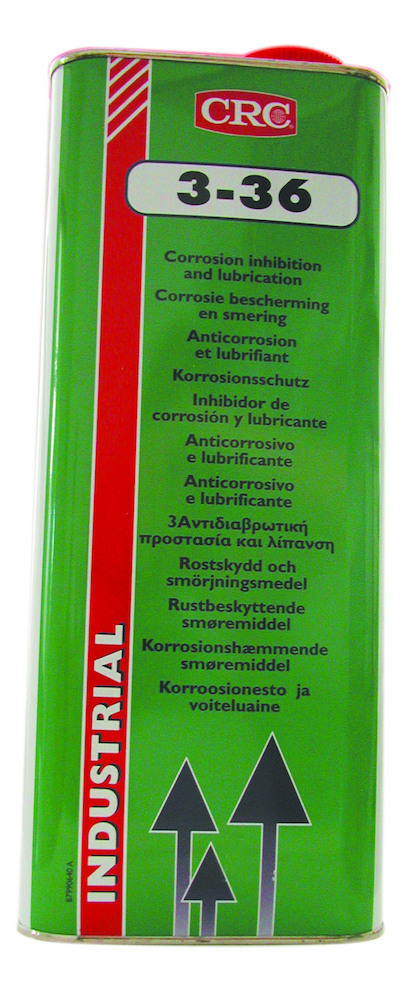 CRC
3-36
Corrosion inhibition
and lubrication
Corrosie bescherming
en smering
Anticorrosion
et lubrifiant
Korrosionsschutz
Inhibidor de
corrosión y lubricante
Anticorrosivo
e lubrificante
Anticorrosivo
e lubrificante
3Αντιδιαβρωτική
προστασία και λίπανση
Rostskydd och
smörjningsmedel
Rustbeskyttende
smøremiddel
Korrosionshæmmende
smøremiddel
Korroosionesto ja
voiteluaine
INDUSTRIAL
87990640 A